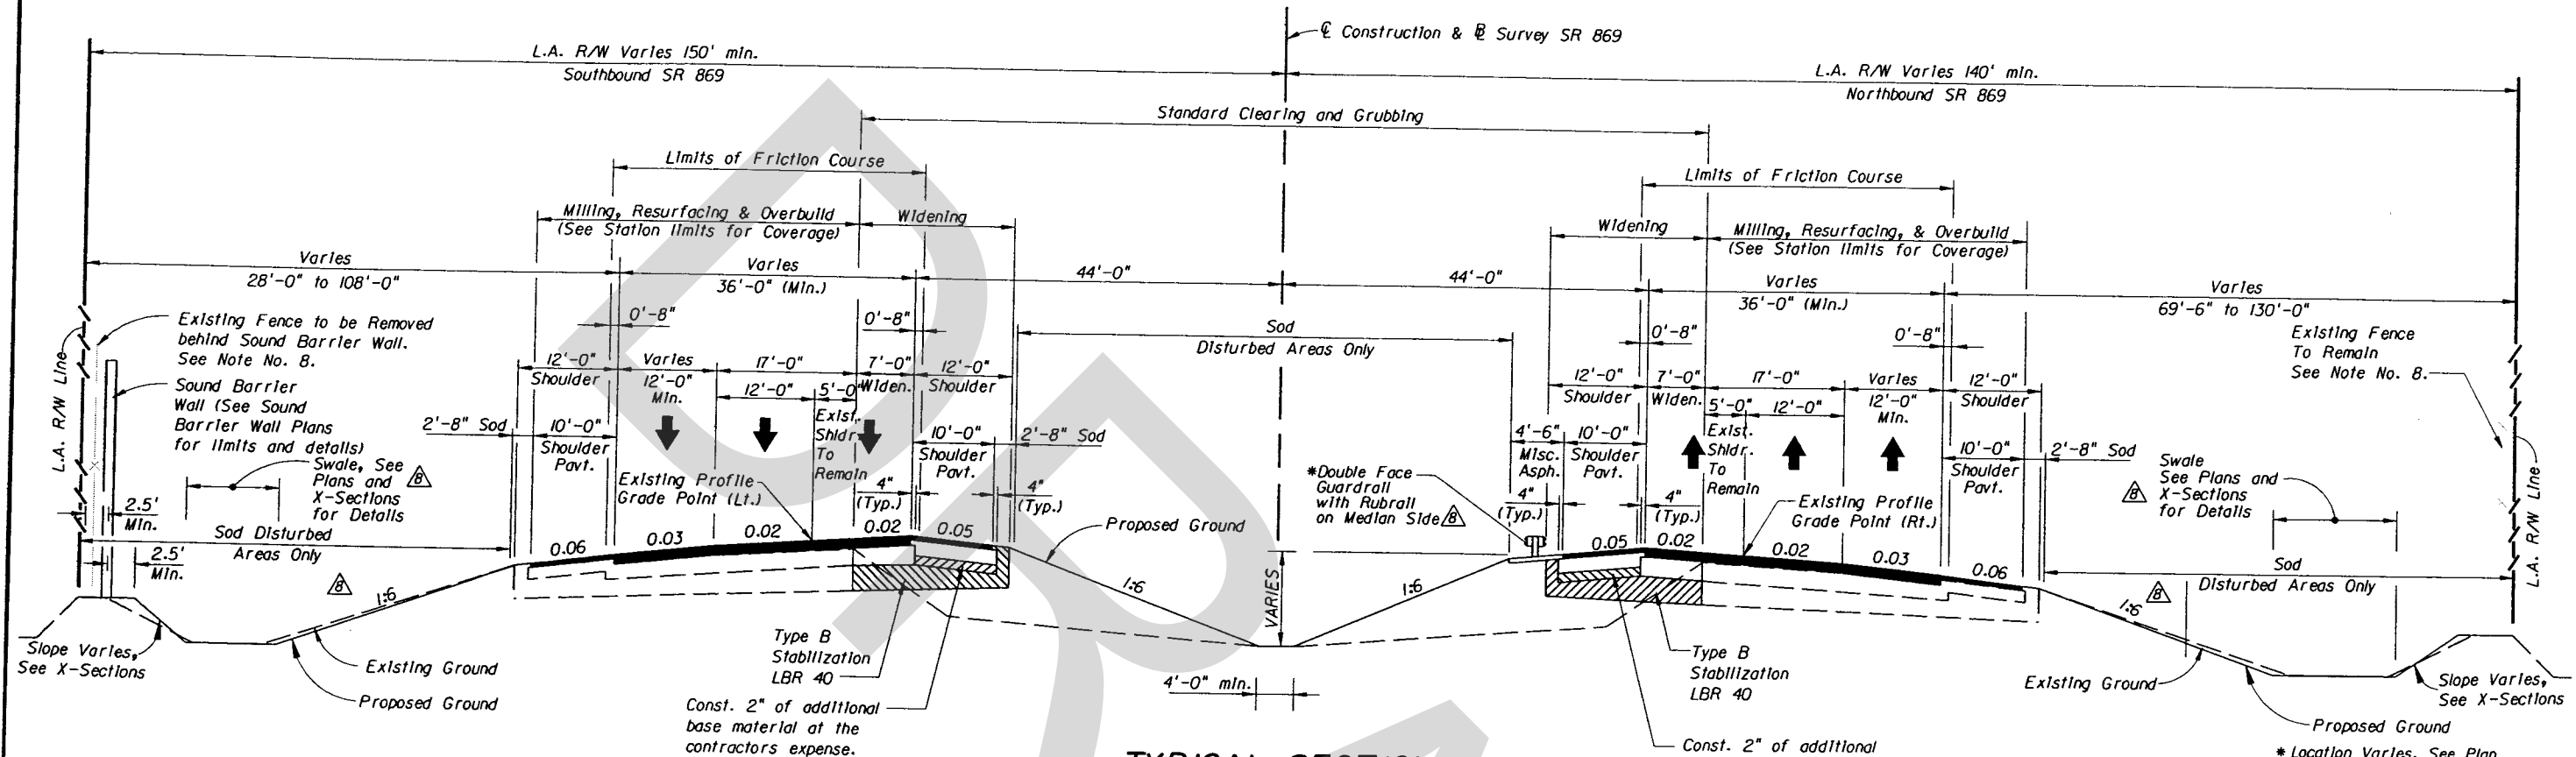 ℄ Construction & ⅊ Survey SR 869
L.A. R/W Varies 150' min.
Southbound SR 869
L.A. R/W Varies 140' min.
Northbound SR 869
Standard Clearing and Grubbing
Limits of Friction Course
Limits of Friction Course
Milling, Resurfacing & Overbuild
(See Station limits for Coverage)
Widening
Widening
Milling, Resurfacing, & Overbuild
(See Station limits for Coverage)
Varies
28'-0" to 108'-0"
Varies
36'-0" (Min.)
44'-0"
44'-0"
Varies
36'-0" (Min.)
Varies
69'-6" to 130'-0"
L.A. R/W Line
Existing Fence to be Removed
behind Sound Barrier Wall.
See Note No. 8.
Sound Barrier
Wall (See Sound
Barrier Wall Plans
for limits and details)
Swale, See
Plans and
X-Sections
for Details
8
2.5'
Min.
2.5'
Min.
Sod Disturbed
Areas Only
8
1:6
Slope Varies,
See X-Sections
Existing Ground
Proposed Ground
2'-8" Sod
12'-0"
Shoulder
10'-0"
Shoulder
Pavt.
0'-8"
Varies
12'-0"
Min.
17'-0"
12'-0"
5'-0"
Exist.
Shldr.
To
Remain
0'-8"
7'-0"
Widen.
12'-0"
Shoulder
10'-0"
Shoulder
Pavt.
2'-8" Sod
4"
(Typ.)
4"
(Typ.)
Existing Profile
Grade Point (Lt.)
0.06
0.03
0.02
0.02
0.05
Type B
Stabilization
LBR 40
Const. 2" of additional
base material at the
contractors expense.
Sod
Disturbed Areas Only
Proposed Ground
1:6
VARIES
1:6
4'-0" min.
TYPICAL SECTION
*Double Face
Guardrail
with Rubrail
on Median Side
8
12'-0"
Shoulder
4'-6"
Misc.
Asph.
10'-0"
Shoulder
Pavt.
4"
(Typ.)
4"
(Typ.)
0'-8"
7'-0"
Widen.
17'-0"
5'-0"
Exist.
Shldr.
To
Remain
12'-0"
0'-8"
Varies
12'-0"
Min.
12'-0"
Shoulder
10'-0"
Shoulder
Pavt.
2'-8" Sod
Existing Profile
Grade Point (Rt.)
0.05
0.02
0.02
0.03
0.06
Type B
Stabilization
LBR 40
Const. 2" of additional
Existing Fence
To Remain
See Note No. 8.
Swale
See Plans and
X-Sections
for Details
8
L.A. R/W Line
Sod
Disturbed Areas Only
1:6
8
Existing Ground
Slope Varies,
See X-Sections
Proposed Ground
* Location Varies, See Plan